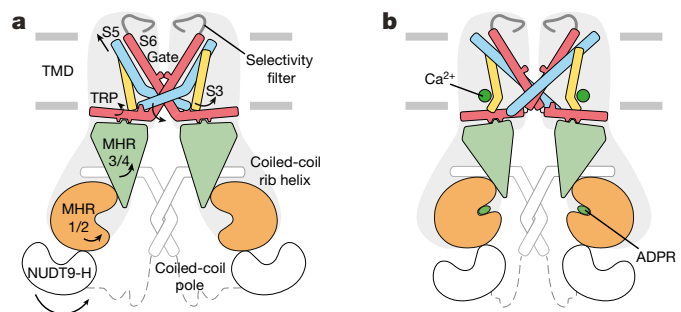 a
S5
S6
Gate
Selectivity
filter
TMD
TRP
S3
MHR
3/4
Coiled-coil
rib helix
MHR
1/2
NUDT9-H
Coiled-coil
pole
b
Ca²⁺
ADPR